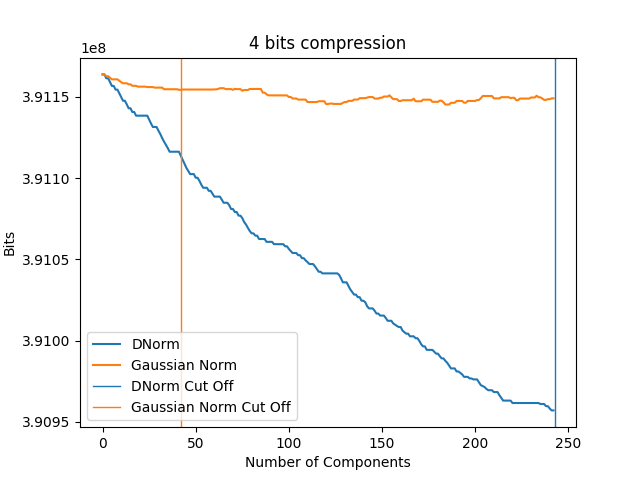 4 bits compression
1e8
3.9115
3.9110
3.9105
3.9100
3.9095
Bits
DNorm
Gaussian Norm
DNorm Cut Off
Gaussian Norm Cut Off
0 50 100 150 200 250
Number of Components